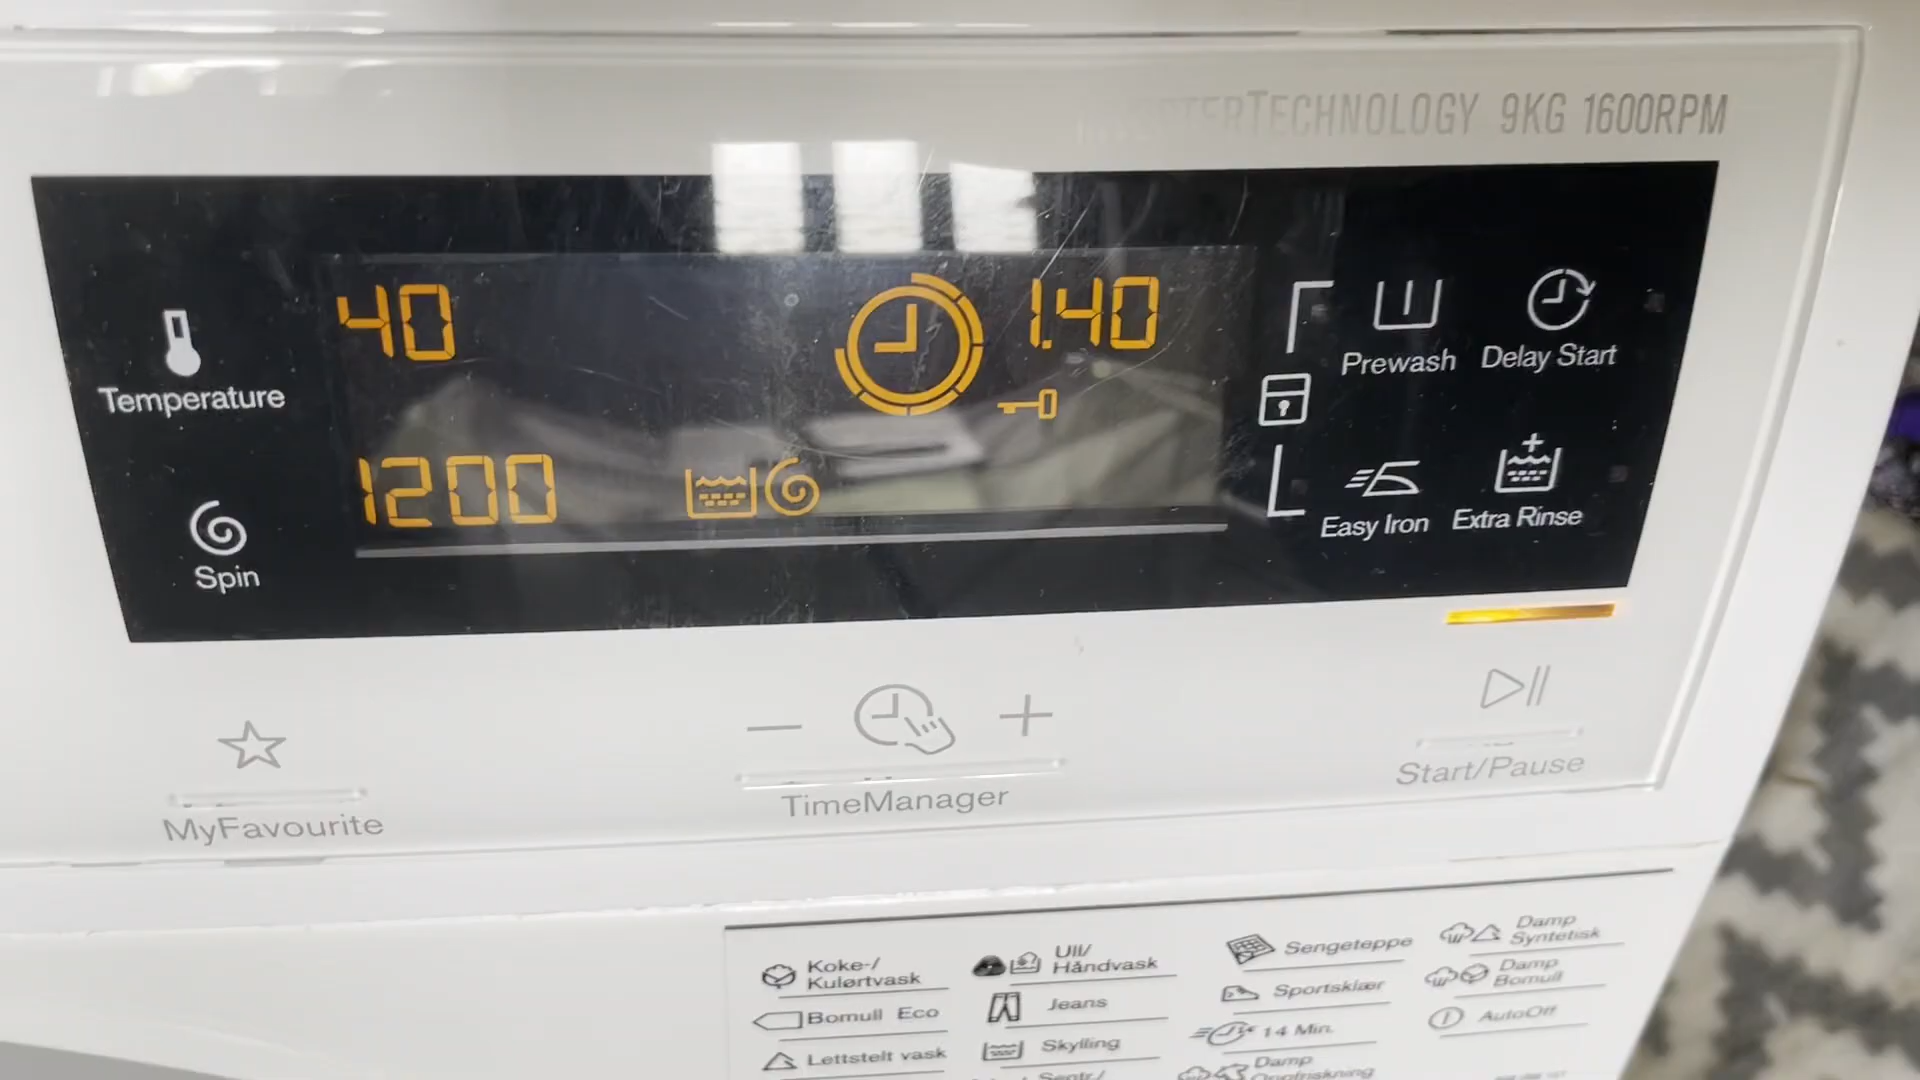 TECHNOLOGY 9KG 1600RPM
40
1.40
Temperature
Prewash
Delay Start
1200
Spin
Easy Iron
Extra Rinse
MyFavourite
TimeManager
Start/Pause
Koke-/
Kulørtvask
Bomull Eco
Lettstelt vask
Ull/
Håndvask
Jeans
Skylling
Sengeteppe
Sportsklær
14 Min.
Damp
Damp
Syntetisk
Damp
Bomull
AutoOff